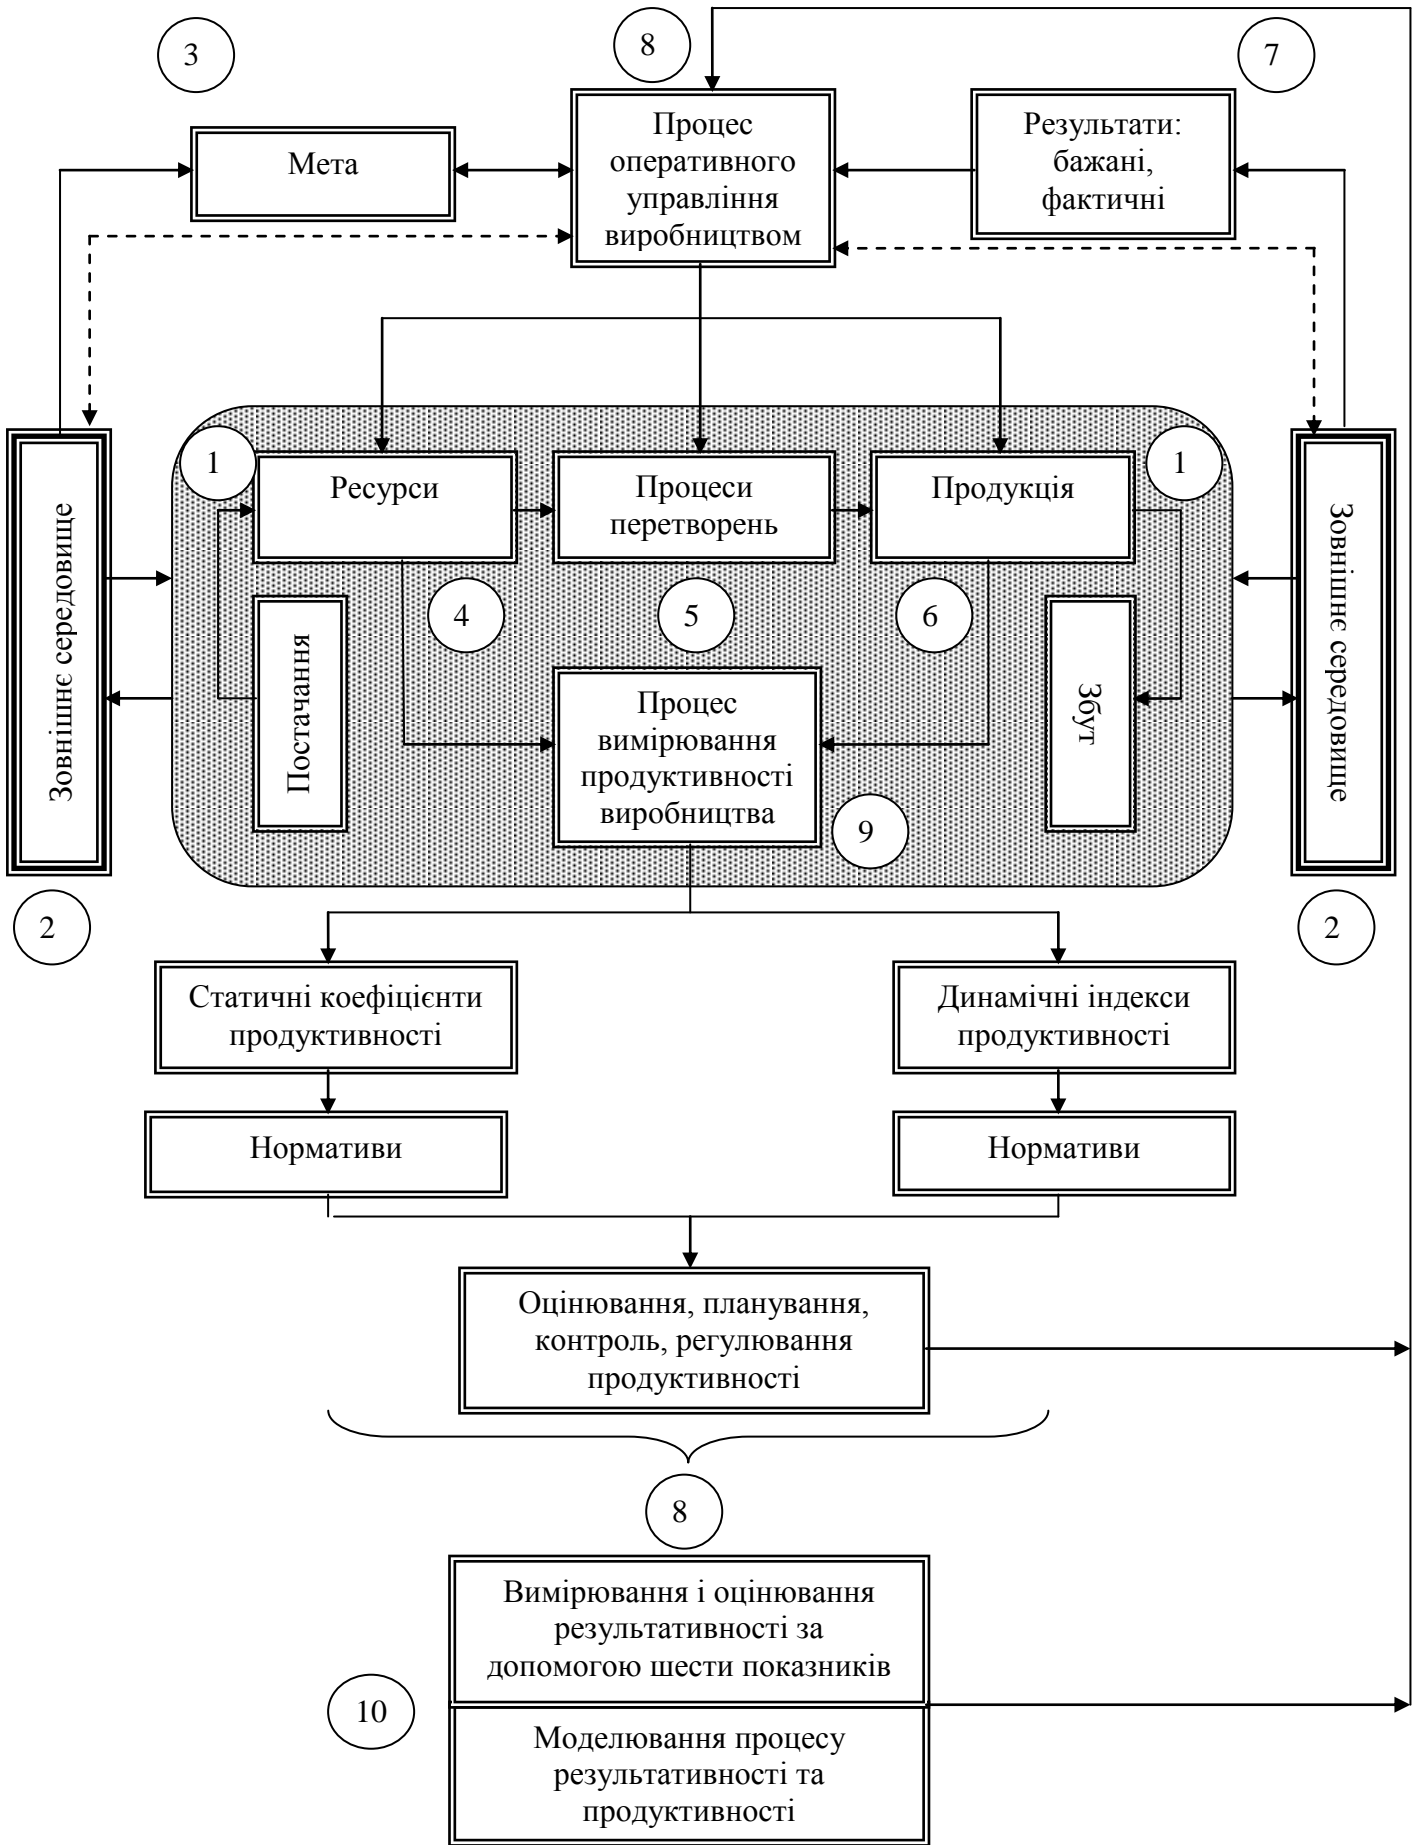 3
8
7
Мета
Процес
оперативного
управління
виробництвом
Результати:
бажані,
фактичні
1
Ресурси
Процеси
перетворень
Продукція
1
Зовнішнє середовище
Постачання
4
5
6
Процес
вимірювання
продуктивності
виробництва
9
Збут
Зовнішнє середовище
2
2
Статичні коефіцієнти
продуктивності
Динамічні індекси
продуктивності
Нормативи
Нормативи
Оцінювання, планування,
контроль, регулювання
продуктивності
8
Вимірювання і оцінювання
результативності за
допомогою шести показників
10
Моделювання процесу
результативності та
продуктивності